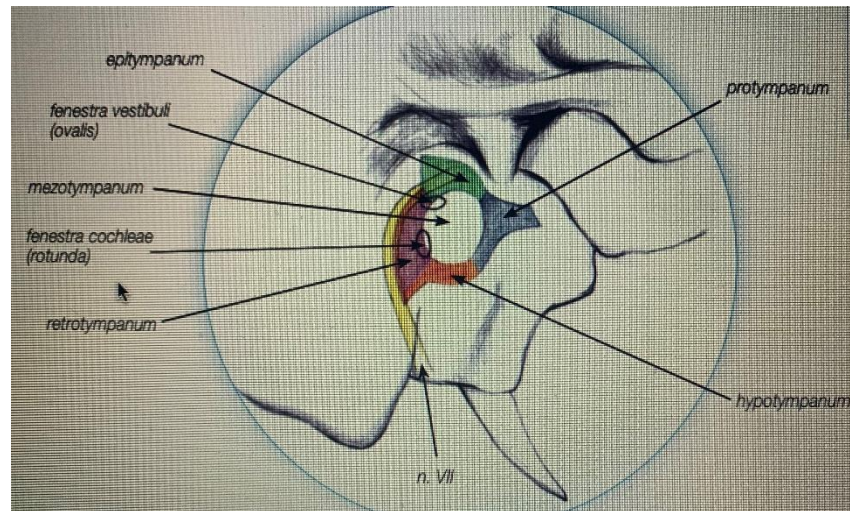 epitympanum
fenestra vestibuli
(ovalis)
mezotympanum
fenestra cochleae
(rotunda)
retrotympanum
protympanum
hypotympanum
n. VII